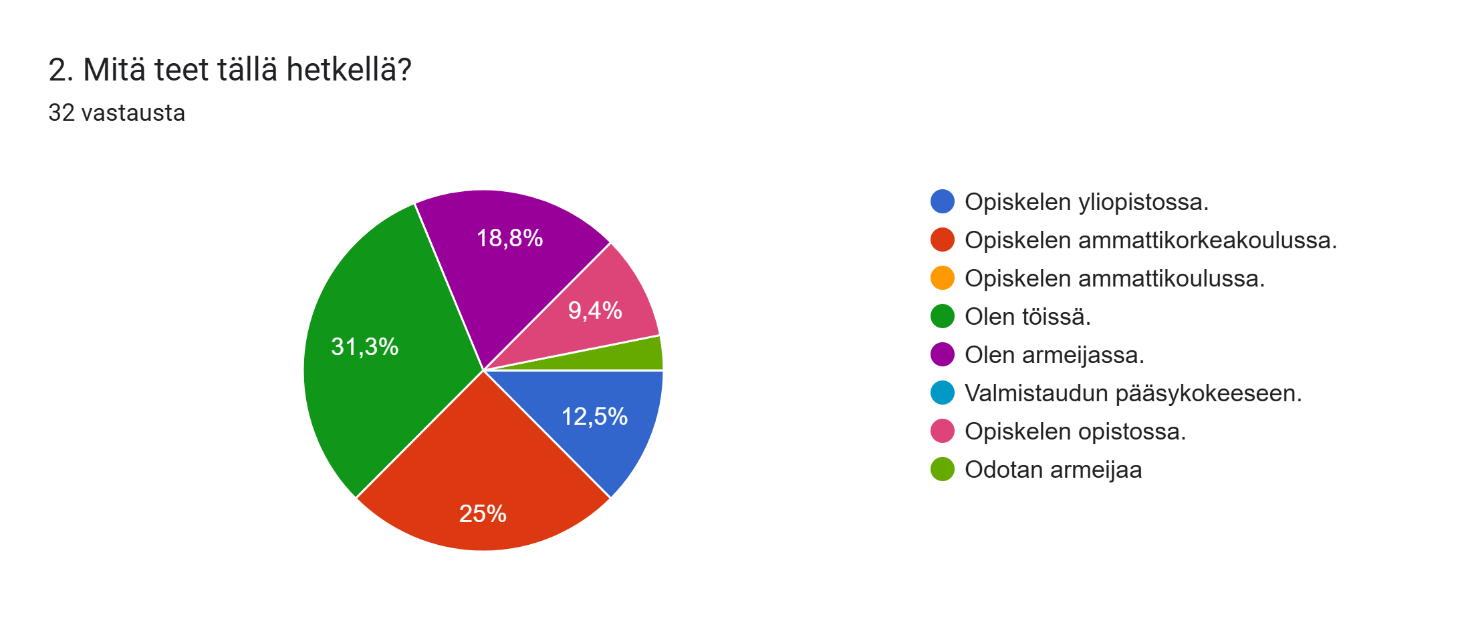 2. Mitä teet tällä hetkellä?
32 vastausta
18,8%
9,4%
31,3%
12,5%
25%
Opiskelen yliopistossa.
Opiskelen ammattikorkeakoulussa.
Opiskelen ammattikoulussa.
Olen töissä.
Olen armeijassa.
Valmistaudun pääsykokeeseen.
Opiskelen opistossa.
Odotan armeijaa